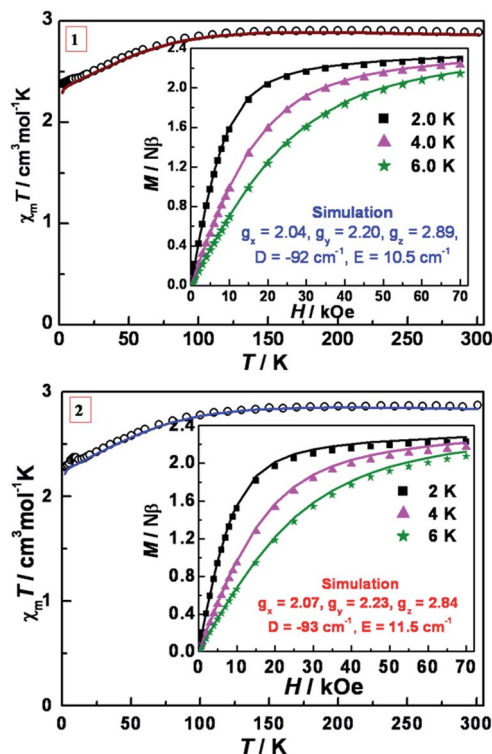 1
3
2
1
0
χₘT / cm³mol⁻¹K
0 50 100 150 200 250 300
T / K
2.4
2.0
1.6
1.2
0.8
0.4
0.0
M / Nβ
0 10 20 30 40 50 60 70
H / kOe
2.0 K
4.0 K
6.0 K
Simulation
gₓ = 2.04, gᵧ = 2.20, g_z = 2.89,
D = -92 cm⁻¹, E = 10.5 cm⁻¹
2
3
2
1
0
χₘT / cm³mol⁻¹K
0 50 100 150 200 250 300
T / K
2.4
2.0
1.6
1.2
0.8
0.4
0.0
M / Nβ
0 10 20 30 40 50 60 70
H / kOe
2 K
4 K
6 K
Simulation
gₓ = 2.07, gᵧ = 2.23, g_z = 2.84
D = -93 cm⁻¹, E = 11.5 cm⁻¹